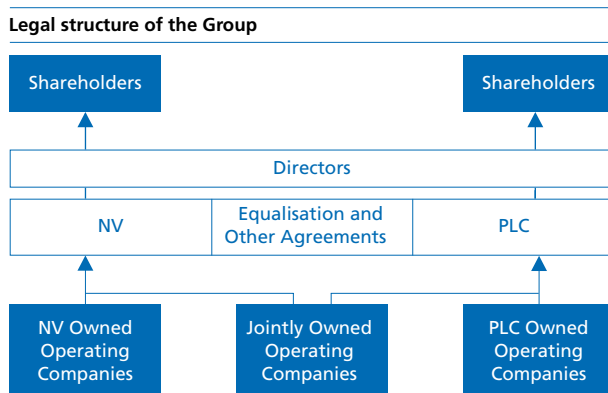 Legal structure of the Group
Shareholders
Shareholders
Directors
NV
Equalisation and
Other Agreements
PLC
NV Owned
Operating
Companies
Jointly Owned
Operating
Companies
PLC Owned
Operating
Companies